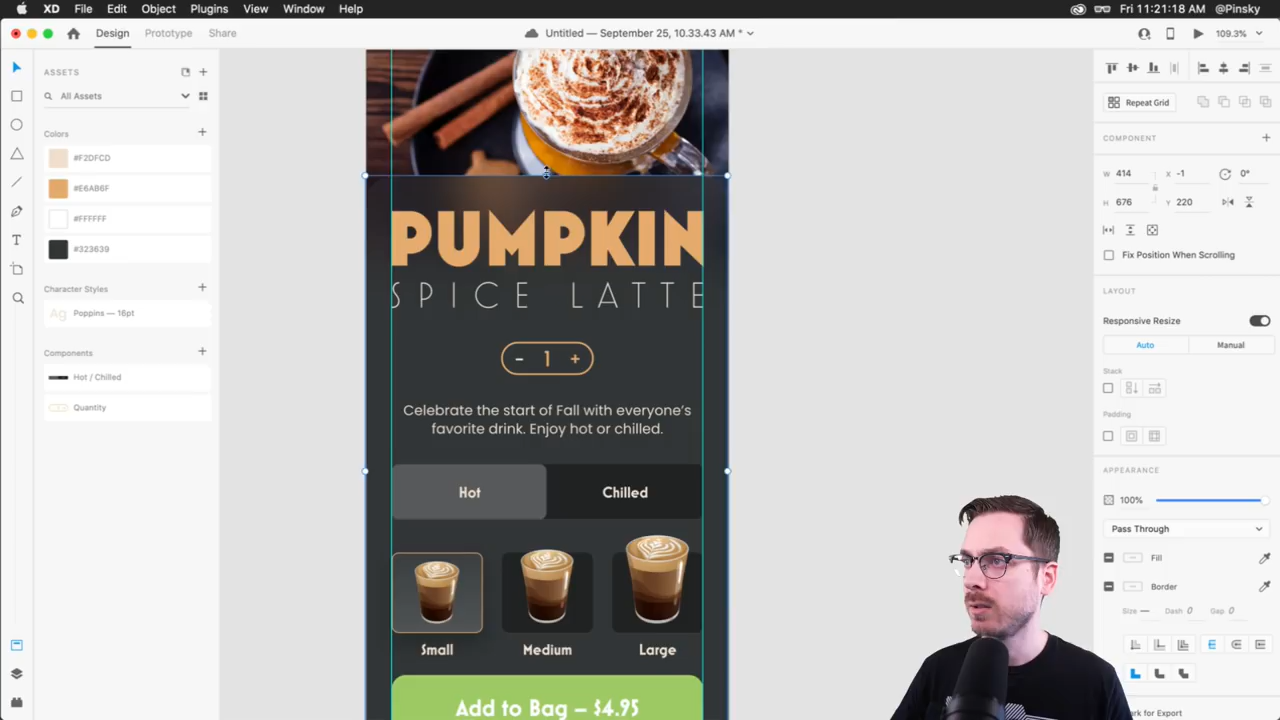 XD File Edit Object Plugins View Window Help Fri 11:21:18 AM @Pinsky
Design Prototype Share Untitled — September 25, 10.33.43 AM * 109.3%
ASSETS
All Assets
Colors
#F2DFCD
#E6AB6F
#FFFFFF
#323639
Character Styles
Ag Poppins — 16pt
Components
Hot / Chilled
Quantity
PUMPKIN
SPICE LATTE
- 1 +
Celebrate the start of Fall with everyone's
favorite drink. Enjoy hot or chilled.
Hot Chilled
Small Medium Large
Add to Bag – $4.95
Repeat Grid
COMPONENT
W 414 X -1 0°
H 676 Y 220
Fix Position When Scrolling
LAYOUT
Responsive Resize
Auto Manual
Stack
Padding
APPEARANCE
100%
Pass Through
Fill
Border
Size — Dash 0 Gap 0
rk for Export